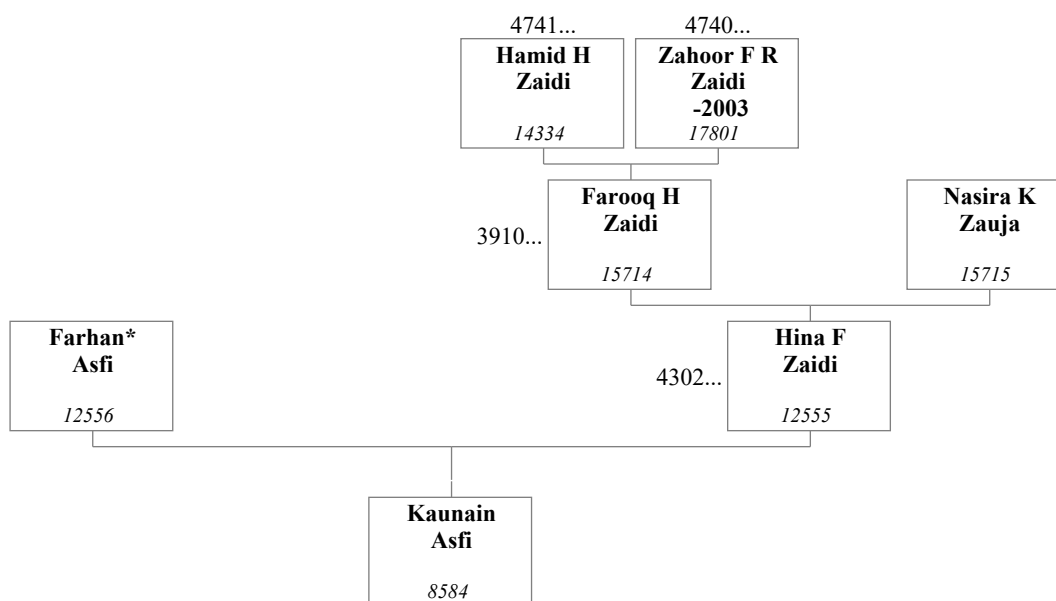 4741...
4740...
Hamid H
Zaidi
14334
Zahoor F R
Zaidi
-2003
17801
3910...
Farooq H
Zaidi
15714
Nasira K
Zauja
15715
Farhan*
Asfi
12556
4302...
Hina F
Zaidi
12555
Kaunain
Asfi
8584